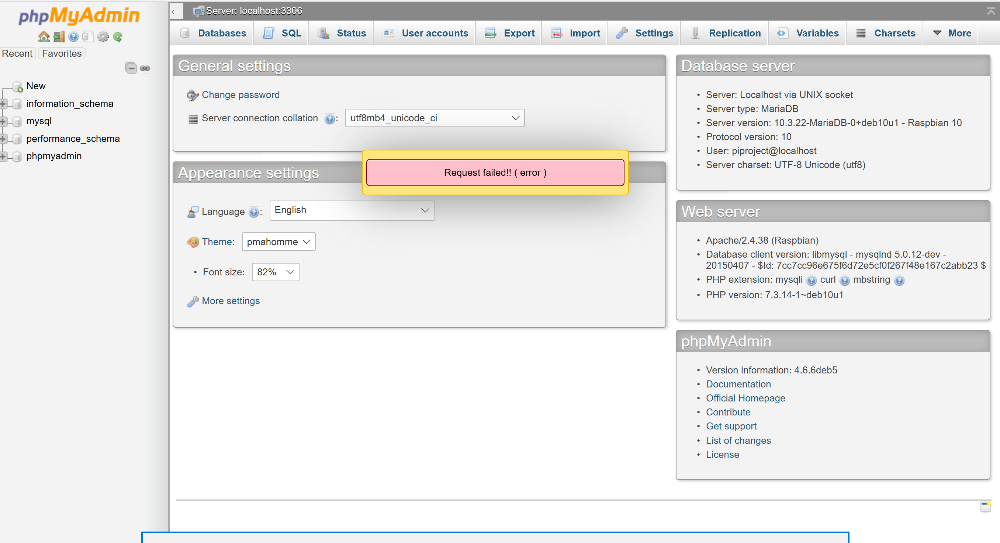 phpMyAdmin
Recent Favorites
New
information_schema
mysql
performance_schema
phpmyadmin
Server: localhost:3306
Databases SQL Status User accounts Export Import Settings Replication Variables Charsets More
General settings
Change password
Server connection collation : utf8mb4_unicode_ci
Request failed!! ( error )
Appearance settings
Language : English
Theme: pmahomme
• Font size: 82%
More settings
Database server
• Server: Localhost via UNIX socket
• Server type: MariaDB
• Server version: 10.3.22-MariaDB-0+deb10u1 - Raspbian 10
• Protocol version: 10
• User: piproject@localhost
• Server charset: UTF-8 Unicode (utf8)
Web server
• Apache/2.4.38 (Raspbian)
• Database client version: libmysql - mysqlnd 5.0.12-dev -
20150407 - $Id: 7cc7cc96e675f6d72e5cf0f267f48e167c2abb23 $
• PHP extension: mysqli curl mbstring
• PHP version: 7.3.14-1~deb10u1
phpMyAdmin
• Version information: 4.6.6deb5
• Documentation
• Official Homepage
• Contribute
• Get support
• List of changes
• License